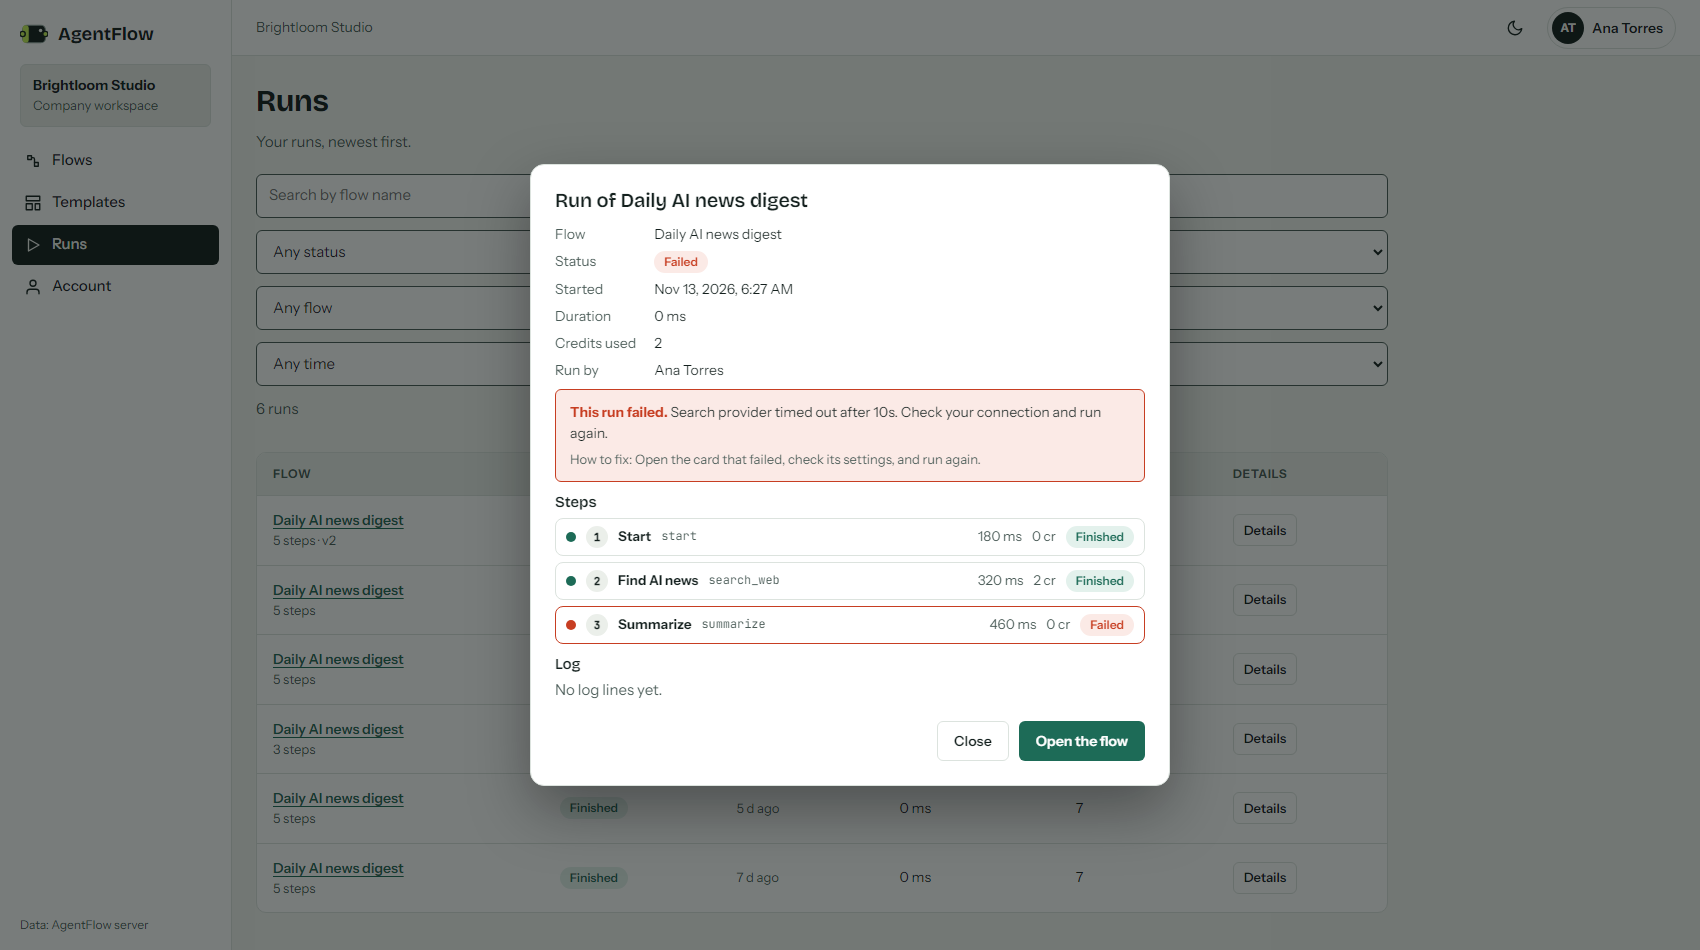 AgentFlow
Brightloom Studio
Company workspace
Flows
Templates
Runs
Account
Data: AgentFlow server
Brightloom Studio
AT
Ana Torres
Runs
Your runs, newest first.
Search by flow name
Any status
Any flow
Any time
6 runs
FLOW
DETAILS
Daily AI news digest
5 steps · v2
Details
Daily AI news digest
5 steps
Details
Daily AI news digest
5 steps
Details
Daily AI news digest
3 steps
Details
Daily AI news digest
5 steps
Finished
5 d ago
0 ms
7
Details
Daily AI news digest
5 steps
Finished
7 d ago
0 ms
7
Details
Run of Daily AI news digest
Flow Daily AI news digest
Status Failed
Started Nov 13, 2026, 6:27 AM
Duration 0 ms
Credits used 2
Run by Ana Torres
This run failed. Search provider timed out after 10s. Check your connection and run
again.
How to fix: Open the card that failed, check its settings, and run again.
Steps
1 Start start 180 ms 0 cr Finished
2 Find AI news search_web 320 ms 2 cr Finished
3 Summarize summarize 460 ms 0 cr Failed
Log
No log lines yet.
Close
Open the flow